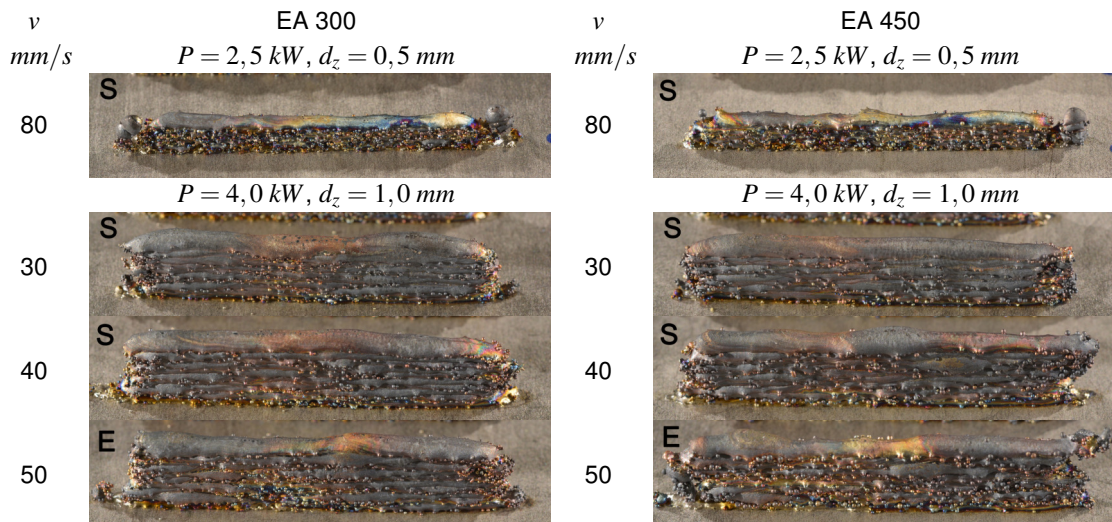 v EA 300 v EA 450
mm/s P = 2,5 kW, d_z = 0,5 mm mm/s P = 2,5 kW, d_z = 0,5 mm
80 S 80 S
P = 4,0 kW, d_z = 1,0 mm P = 4,0 kW, d_z = 1,0 mm
30 S 30 S
40 S 40 S
50 E 50 E